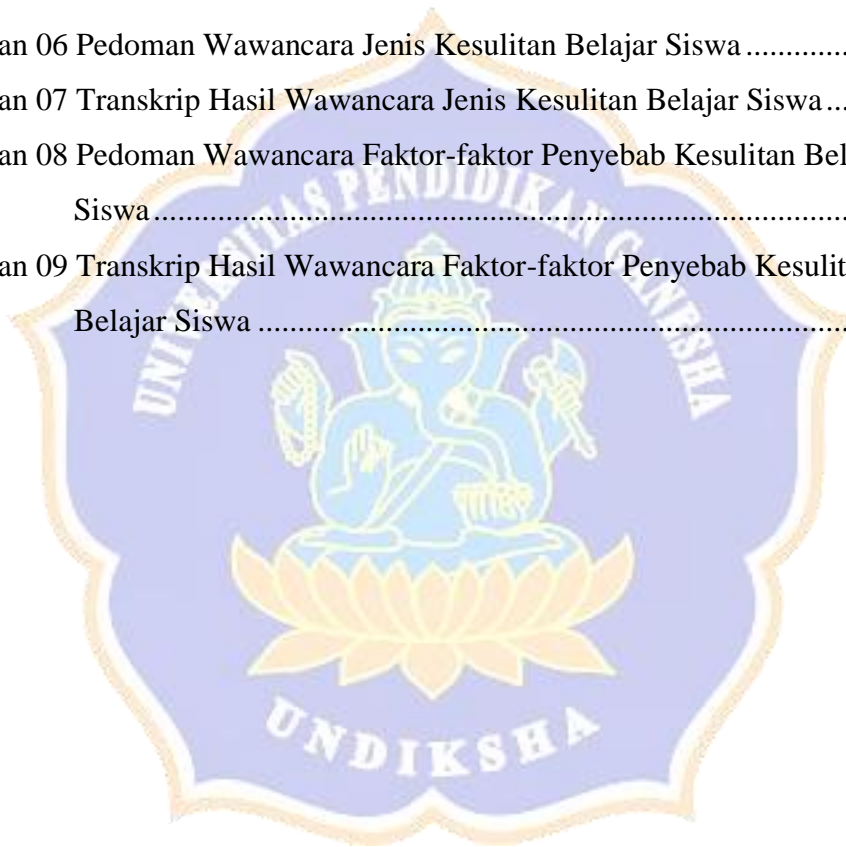 an 06 Pedoman Wawancara Jenis Kesulitan Belajar Siswa ..............
an 07 Transkrip Hasil Wawancara Jenis Kesulitan Belajar Siswa ....
an 08 Pedoman Wawancara Faktor-faktor Penyebab Kesulitan Bel
Siswa ........................................................................................
an 09 Transkrip Hasil Wawancara Faktor-faktor Penyebab Kesulit
Belajar Siswa ...........................................................................
UNIVERSITAS PENDIDIKAN GANESHA
UNDIKSHA